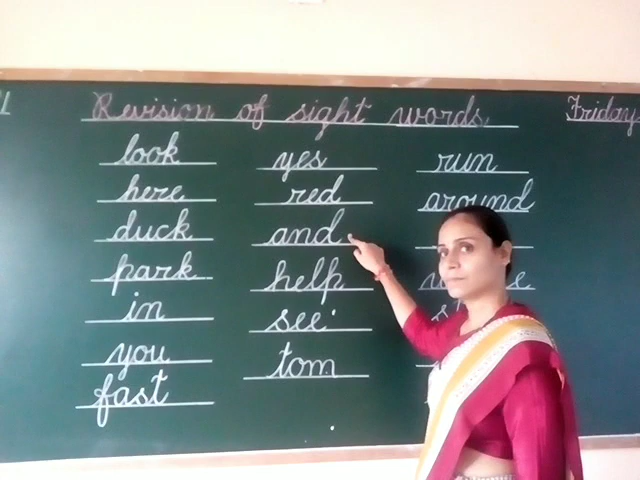 Revision of sight words
Friday
look yes run
here red around
duck and
park help
in see
you tom
fast